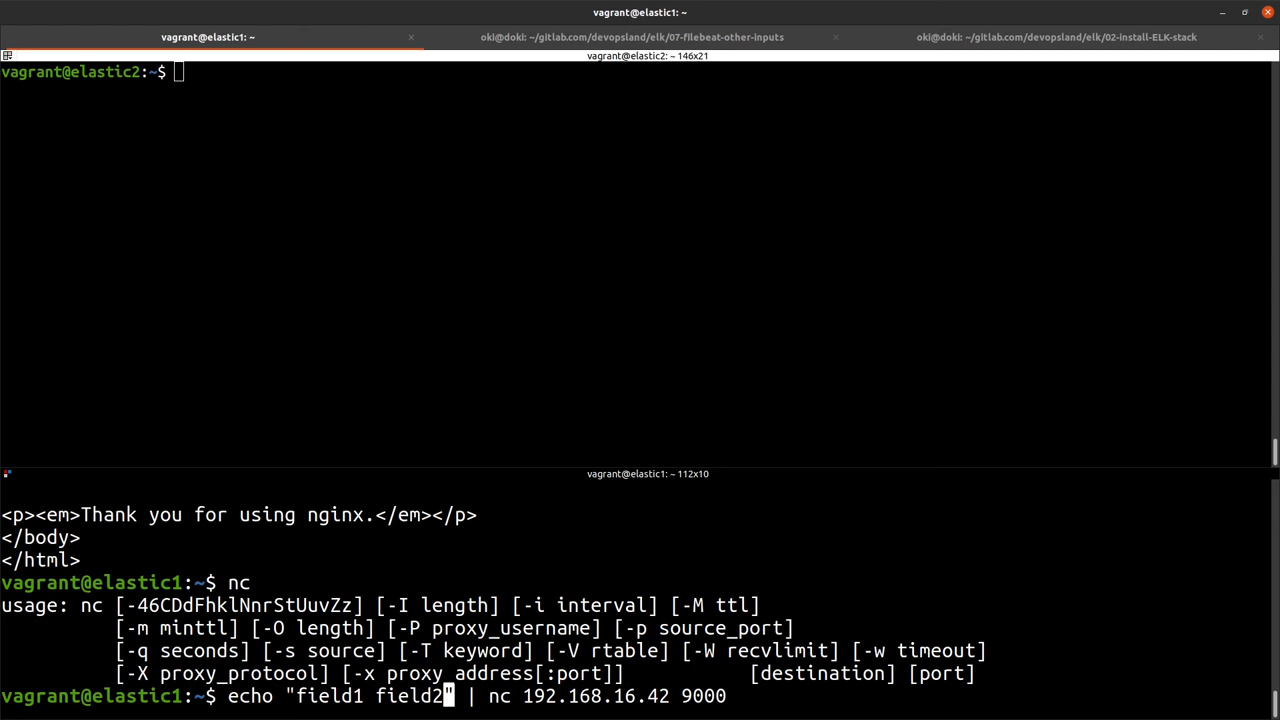 vagrant@elastic1: ~
vagrant@elastic1: ~
oki@doki: ~/gitlab.com/devopsland/elk/07-filebeat-other-inputs
oki@doki: ~/gitlab.com/devopsland/elk/02-install-ELK-stack
vagrant@elastic2: ~ 146x21
vagrant@elastic2:~$
vagrant@elastic1: ~ 112x10
<p><em>Thank you for using nginx.</em></p>
</body>
</html>
vagrant@elastic1:~$ nc
usage: nc [-46CDdFhklNnrStUuvZz] [-I length] [-i interval] [-M ttl]
[-m minttl] [-O length] [-P proxy_username] [-p source_port]
[-q seconds] [-s source] [-T keyword] [-V rtable] [-W recvlimit] [-w timeout]
[-X proxy_protocol] [-x proxy_address[:port]] [destination] [port]
vagrant@elastic1:~$ echo "field1 field2" | nc 192.168.16.42 9000